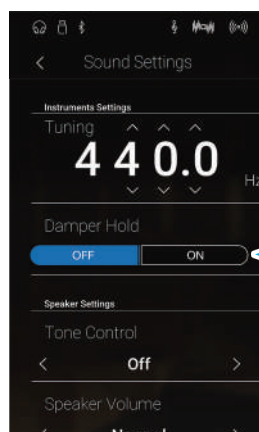 Sound Settings
Instruments Settings
Tuning
440.0
Hz
Damper Hold
OFF ON
Speaker Settings
Tone Control
Off
Speaker Volume
Normal